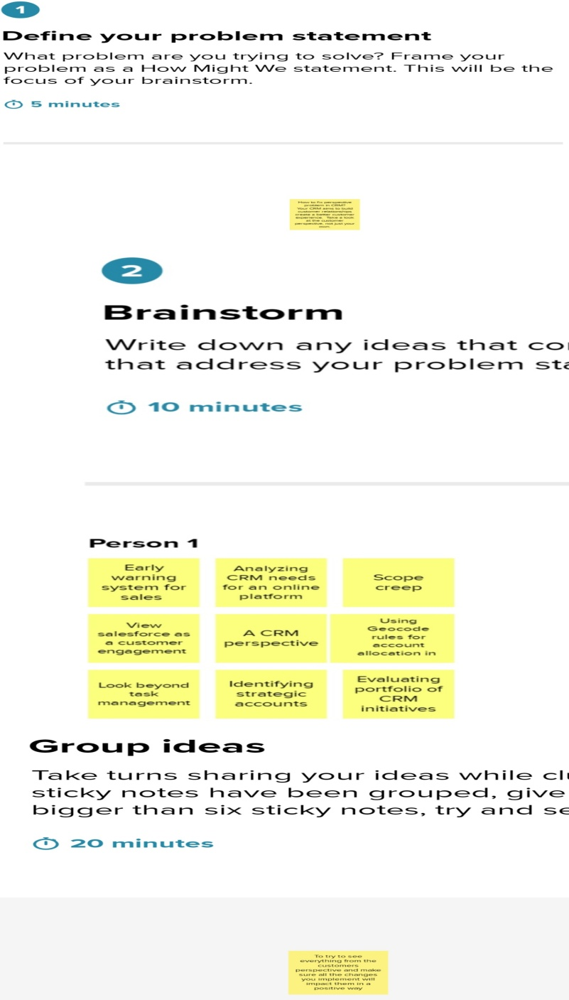 1
Define your problem statement
What problem are you trying to solve? Frame your
problem as a How Might We statement. This will be the
focus of your brainstorm.
5 minutes
How to fix perspective
problem in CRM?
Your CRM aims to build
customer relationships
create a better customer
experience. Take a look
at the customer
perspective, not just your
own.
2
Brainstorm
Write down any ideas that co
that address your problem sta
10 minutes
Person 1
Early
warning
system for
sales
Analyzing
CRM needs
for an online
platform
Scope
creep
View
salesforce as
a customer
engagement
A CRM
perspective
Using
Geocode
rules for
account
allocation in
Look beyond
task
management
Identifying
strategic
accounts
Evaluating
portfolio of
CRM
initiatives
Group ideas
Take turns sharing your ideas while clu
sticky notes have been grouped, give
bigger than six sticky notes, try and se
20 minutes
To try to see
everything from the
customers
perspective and make
sure all the changes
you implement will
impact them in a
positive way